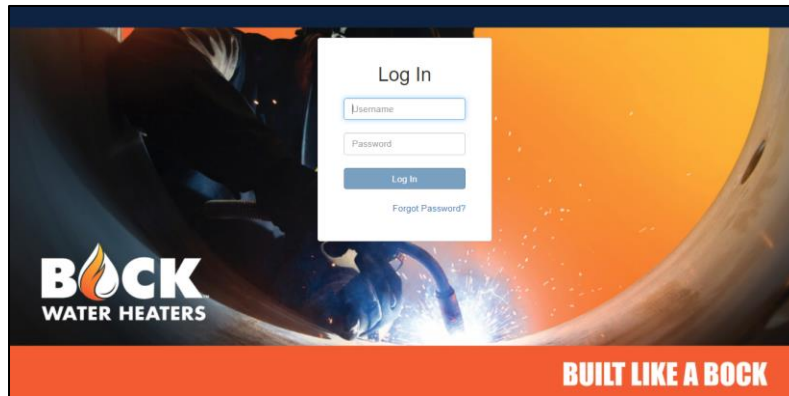 Log In
Username
Password
Log In
Forgot Password?
BOCK
WATER HEATERS
BUILT LIKE A BOCK